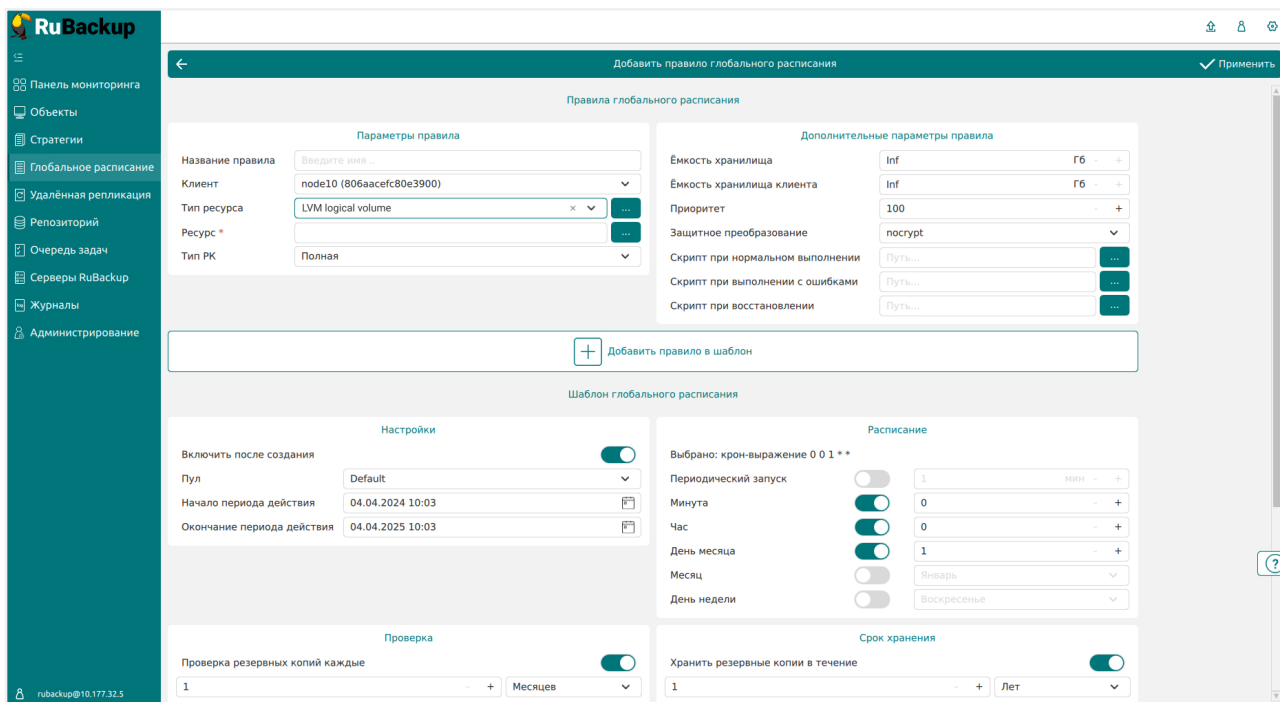 RuBackup
Добавить правило глобального расписания
Применить
Панель мониторинга
Объекты
Стратегии
Глобальное расписание
Удалённая репликация
Репозиторий
Очередь задач
Серверы RuBackup
Журналы
Администрирование
rubackup@10.177.32.5
Правила глобального расписания
Параметры правила
Название правила Введите имя ..
Клиент node10 (806aacefc80e3900)
Тип ресурса LVM logical volume × ...
Ресурс * ...
Тип РК Полная
Дополнительные параметры правила
Ёмкость хранилища Inf Гб - +
Ёмкость хранилища клиента Inf Гб - +
Приоритет 100 - +
Защитное преобразование nocrypt
Скрипт при нормальном выполнении Путь... ...
Скрипт при выполнении с ошибками Путь... ...
Скрипт при восстановлении Путь... ...
Добавить правило в шаблон
Шаблон глобального расписания
Настройки
Включить после создания
Пул Default
Начало периода действия 04.04.2024 10:03
Окончание периода действия 04.04.2025 10:03
Расписание
Выбрано: крон-выражение 0 0 1 * *
Периодический запуск 1 мин - +
Минута 0 - +
Час 0 - +
День месяца 1 - +
Месяц Январь
День недели Воскресенье
Проверка
Проверка резервных копий каждые
1 - + Месяцев
Срок хранения
Хранить резервные копии в течение
1 - + Лет
?